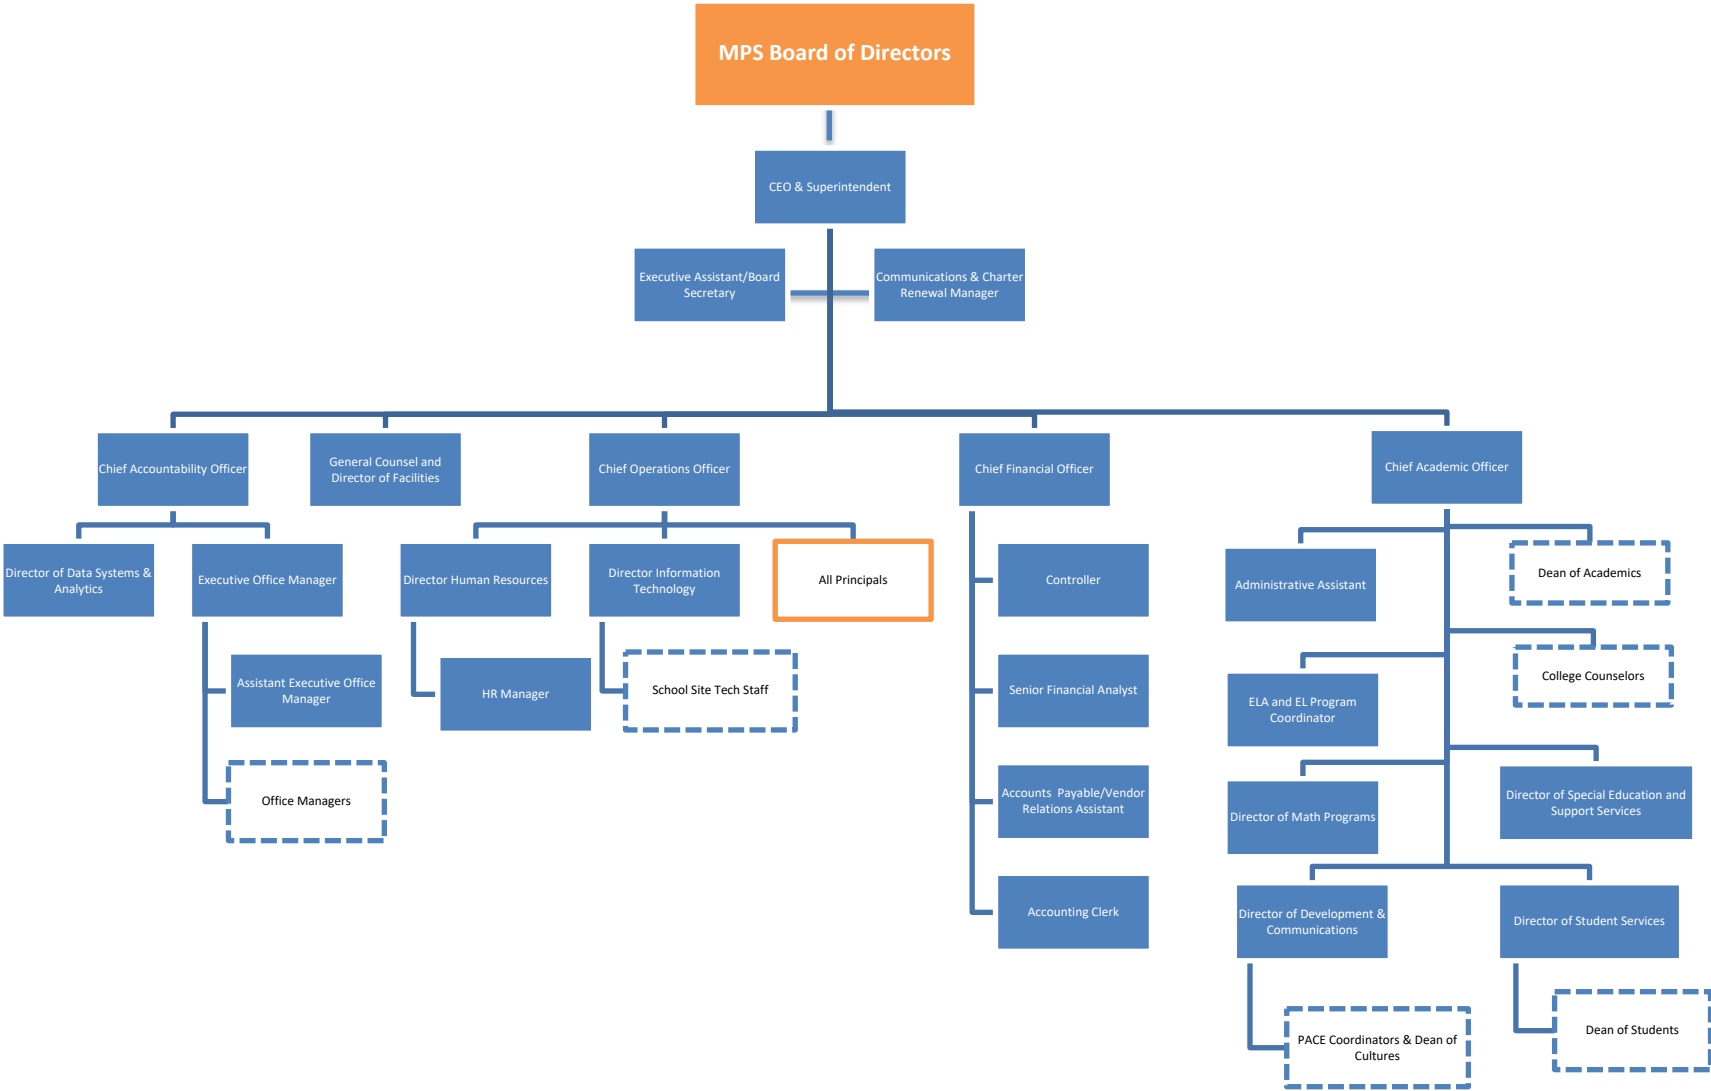 MPS Board of Directors
CEO & Superintendent
Executive Assistant/Board
Secretary
Communications & Charter
Renewal Manager
Chief Accountability Officer
General Counsel and
Director of Facilities
Chief Operations Officer
Chief Financial Officer
Chief Academic Officer
Director of Data Systems &
Analytics
Executive Office Manager
Director Human Resources
Director Information
Technology
All Principals
Controller
Administrative Assistant
Dean of Academics
Assistant Executive Office
Manager
HR Manager
School Site Tech Staff
Senior Financial Analyst
ELA and EL Program
Coordinator
College Counselors
Office Managers
Accounts  Payable/Vendor
Relations Assistant
Director of Math Programs
Director of Special Education and
Support Services
Accounting Clerk
Director of Development &
Communications
Director of Student Services
PACE Coordinators & Dean of
Cultures
Dean of Students